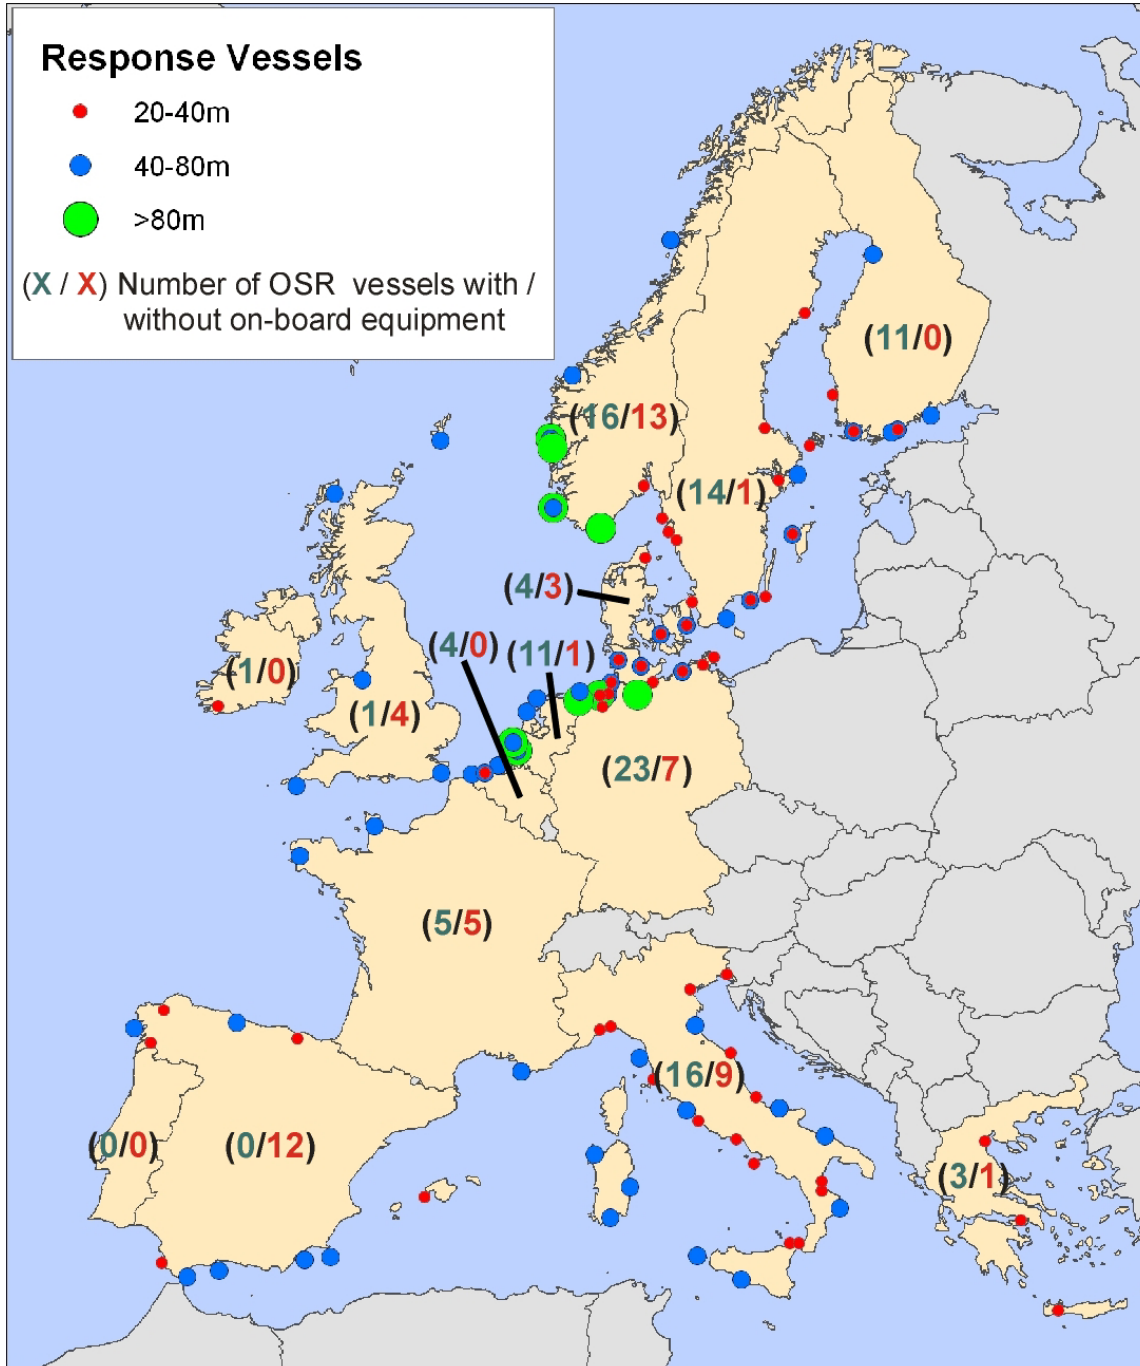 Response Vessels
20-40m
40-80m
>80m
(X / X) Number of OSR vessels with /
without on-board equipment
(11/0)
(16/13)
(14/1)
(4/3)
(4/0)
(11/1)
(1/0)
(1/4)
(23/7)
(5/5)
(16/9)
(0/0)
(0/12)
(3/1)